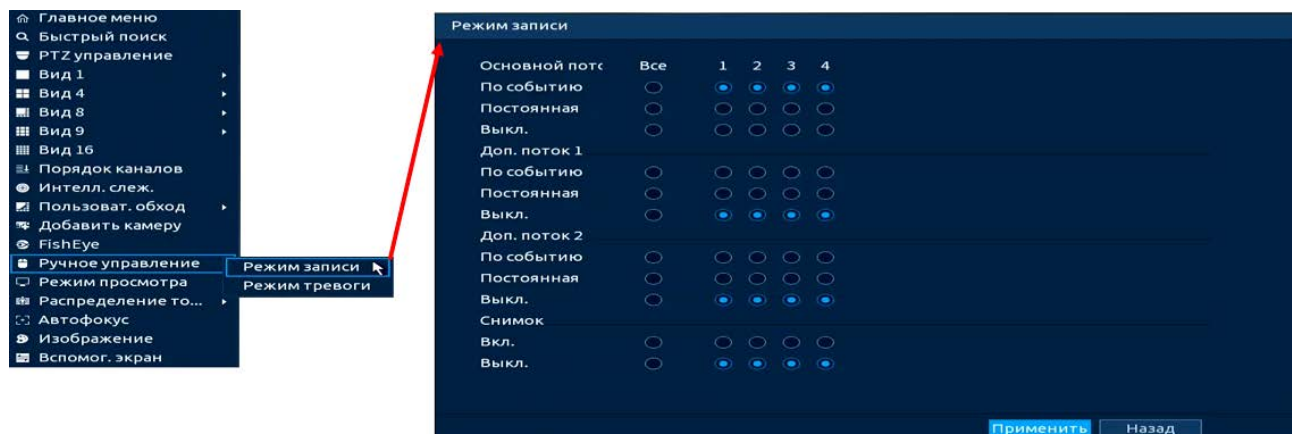 Главное меню
Быстрый поиск
PTZ управление
Вид 1
Вид 4
Вид 8
Вид 9
Вид 16
Порядок каналов
Интелл. слеж.
Пользоват. обход
Добавить камеру
FishEye
Ручное управление
Режим просмотра
Распределение то...
Автофокус
Изображение
Вспомог. экран
Режим записи
Режим тревоги
Режим записи
Основной пото Все 1 2 3 4
По событию
Постоянная
Выкл.
Доп. поток 1
По событию
Постоянная
Выкл.
Доп. поток 2
По событию
Постоянная
Выкл.
Снимок
Вкл.
Выкл.
Применить Назад